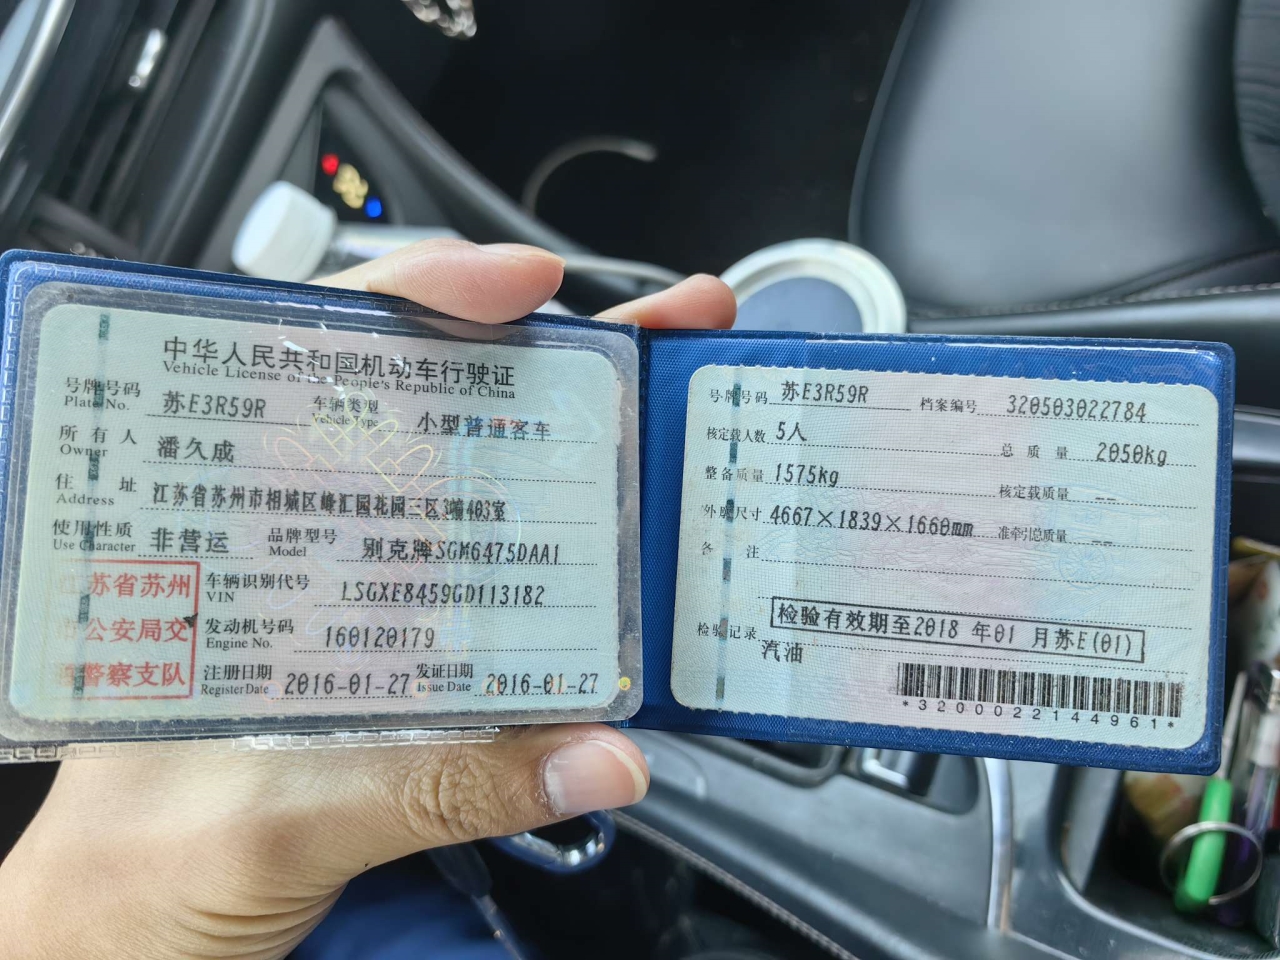 中华人民共和国机动车行驶证
Vehicle License of the People's Republic of China
号牌号码 苏E3R59R 车辆类型 小型普通客车
Plate No. Vehicle Type
所有人 潘久成
Owner
住址 江苏省苏州市相城区峰汇园花园三区3幢403室
Address
使用性质 非营运 品牌型号 别克牌SGM6475DAA1
Use Character Model
苏省苏州
公安局交
警察支队
车辆识别代号 LSGXE8459GD113182
VIN
发动机号码 160120179
Engine No.
注册日期 2016-01-27 发证日期 2016-01-27
Register Date Issue Date
号牌号码 苏E3R59R 档案编号 320503022784
核定载人数 5人 总质量 2050kg
整备质量 1575kg 核定载质量 --
外廓尺寸 4667×1839×1660mm 准牵引总质量 --
备注
检验有效期至2018 年01 月苏E(01)
检验记录
汽油
*3200022144961*